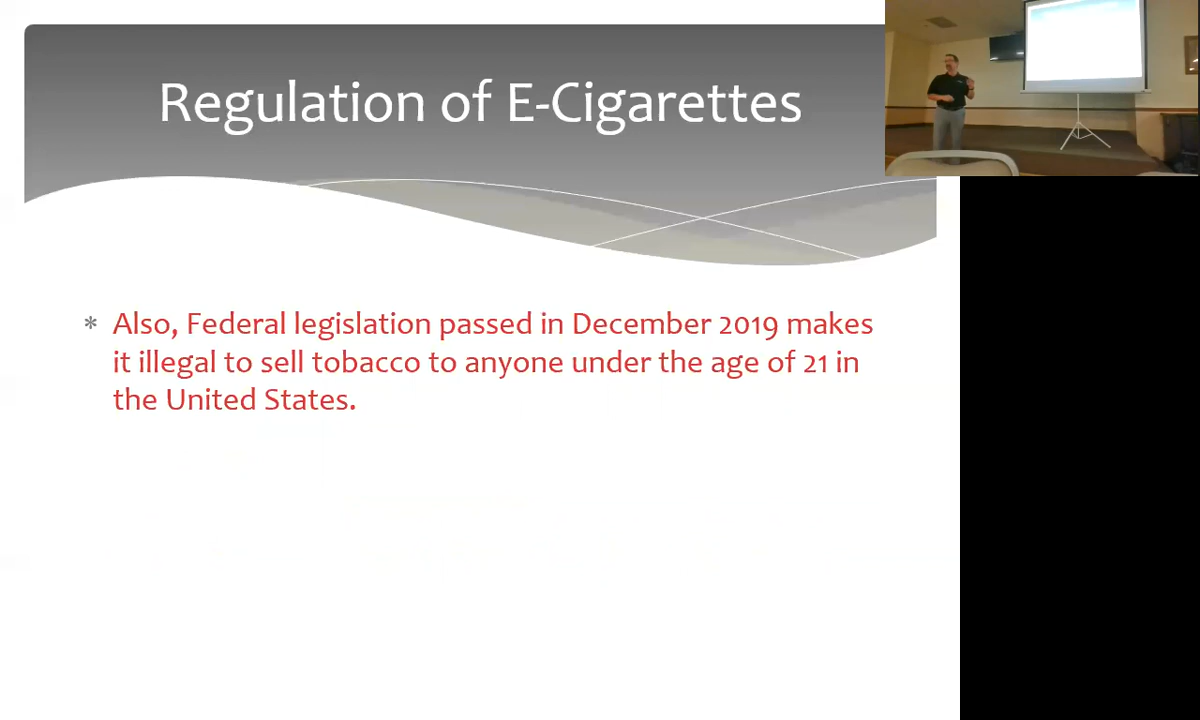 Regulation of E-Cigarettes
* Also, Federal legislation passed in December 2019 makes
it illegal to sell tobacco to anyone under the age of 21 in
the United States.